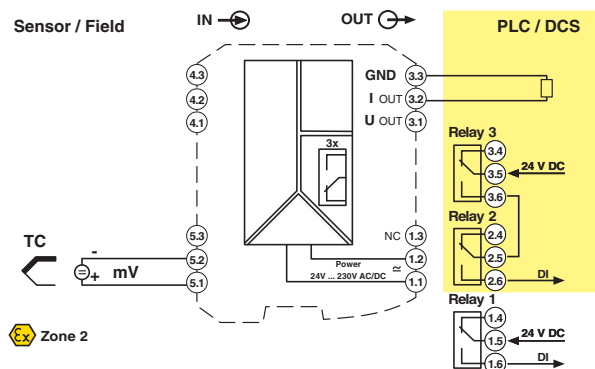 Sensor / Field
IN
OUT
PLC / DCS
4.3
4.2
4.1
GND 3.3
I OUT 3.2
U OUT 3.1
3x
Relay 3
3.4
3.5 24 V DC
3.6
Relay 2
2.4
2.5
2.6 DI
Relay 1
1.4
1.5 24 V DC
1.6 DI
5.3
5.2
5.1
NC 1.3
1.2
1.1
Power
24V ... 230V AC/DC
≃
TC
- 
+ mV
Ex Zone 2